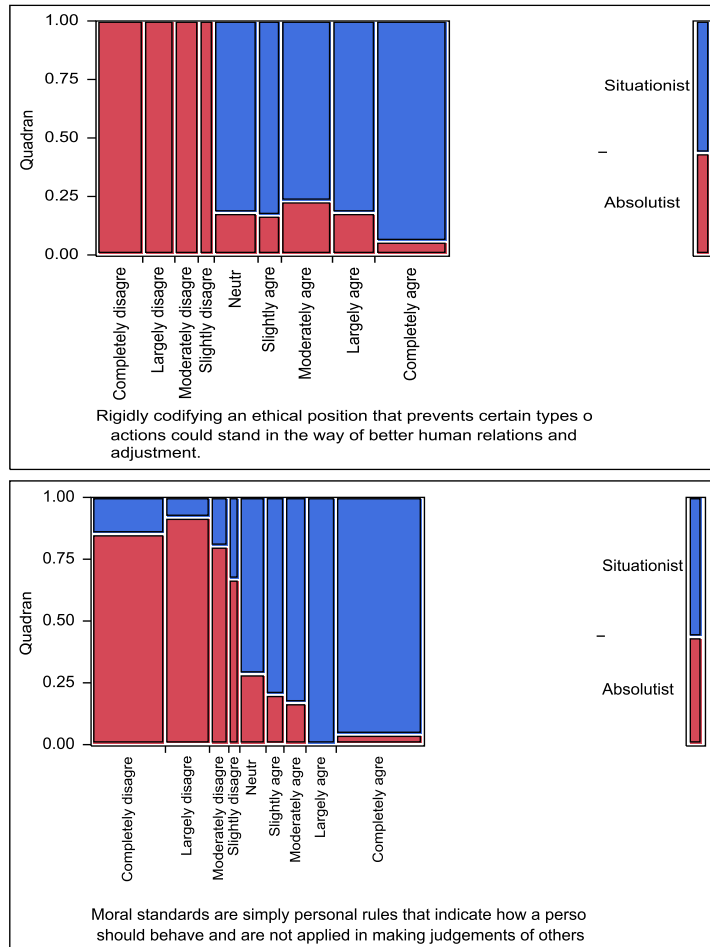 1.00
Situationist
0.75
Quadran
0.50
Absolutist
0.25
0.00
Completely disagre
Largely disagre
Moderately disagre
Slightly disagre
Neutr
Slightly agre
Moderately agre
Largely agre
Completely agre
Rigidly codifying an ethical position that prevents certain types o
actions could stand in the way of better human relations and
adjustment.
1.00
Situationist
0.75
Quadran
0.50
Absolutist
0.25
0.00
Completely disagre
Largely disagre
Moderately disagre
Slightly disagre
Neutr
Slightly agre
Moderately agre
Largely agre
Completely agre
Moral standards are simply personal rules that indicate how a perso
should behave and are not applied in making judgements of others